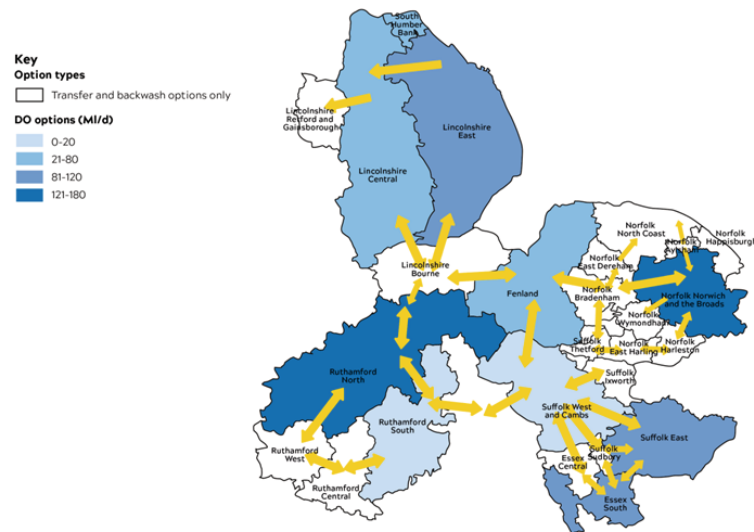 Key
Option types
Transfer and backwash options only
DO options (Ml/d)
0-20
21-80
81-120
121-180
South
Humber
Bank
Lincolnshire
Retford and
Gainsborough
Lincolnshire
East
Lincolnshire
Central
Lincolnshire
Bourne
Fenland
Norfolk
North Coast
Norfolk
Aylsham
Norfolk
Happisburgh
Norfolk
East Dereham
Norfolk
Bradenham
Norfolk Norwich
and the Broads
Norfolk
Wymondham
Suffolk
Thetford
Norfolk
East Harling
Norfolk
Harleston
Suffolk
Ixworth
Ruthamford
North
Ruthamford
South
Ruthamford
West
Ruthamford
Central
Suffolk West
and Cambs
Suffolk East
Suffolk
Sudbury
Essex
Central
Essex
South